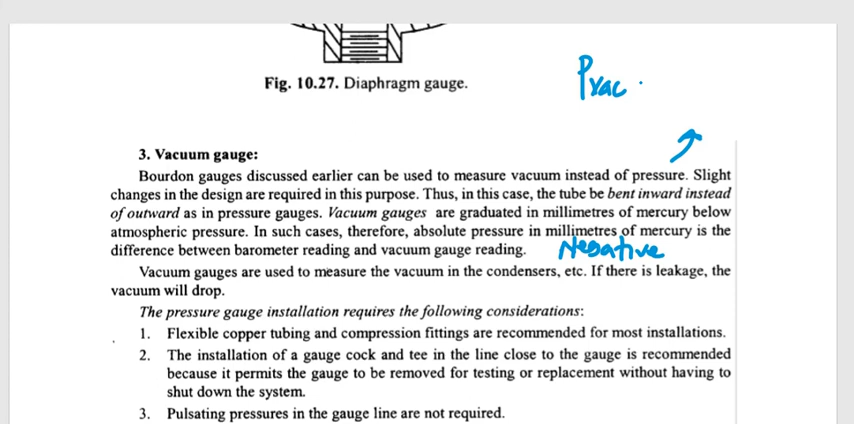 Fig. 10.27. Diaphragm gauge.
Pvac.
3. Vacuum gauge:
Bourdon gauges discussed earlier can be used to measure vacuum instead of pressure. Slight
changes in the design are required in this purpose. Thus, in this case, the tube be bent inward instead
of outward as in pressure gauges. Vacuum gauges are graduated in millimetres of mercury below
atmospheric pressure. In such cases, therefore, absolute pressure in millimetres of mercury is the
difference between barometer reading and vacuum gauge reading.
Negative
Vacuum gauges are used to measure the vacuum in the condensers, etc. If there is leakage, the
vacuum will drop.
The pressure gauge installation requires the following considerations:
1. Flexible copper tubing and compression fittings are recommended for most installations.
2. The installation of a gauge cock and tee in the line close to the gauge is recommended
because it permits the gauge to be removed for testing or replacement without having to
shut down the system.
3. Pulsating pressures in the gauge line are not required.